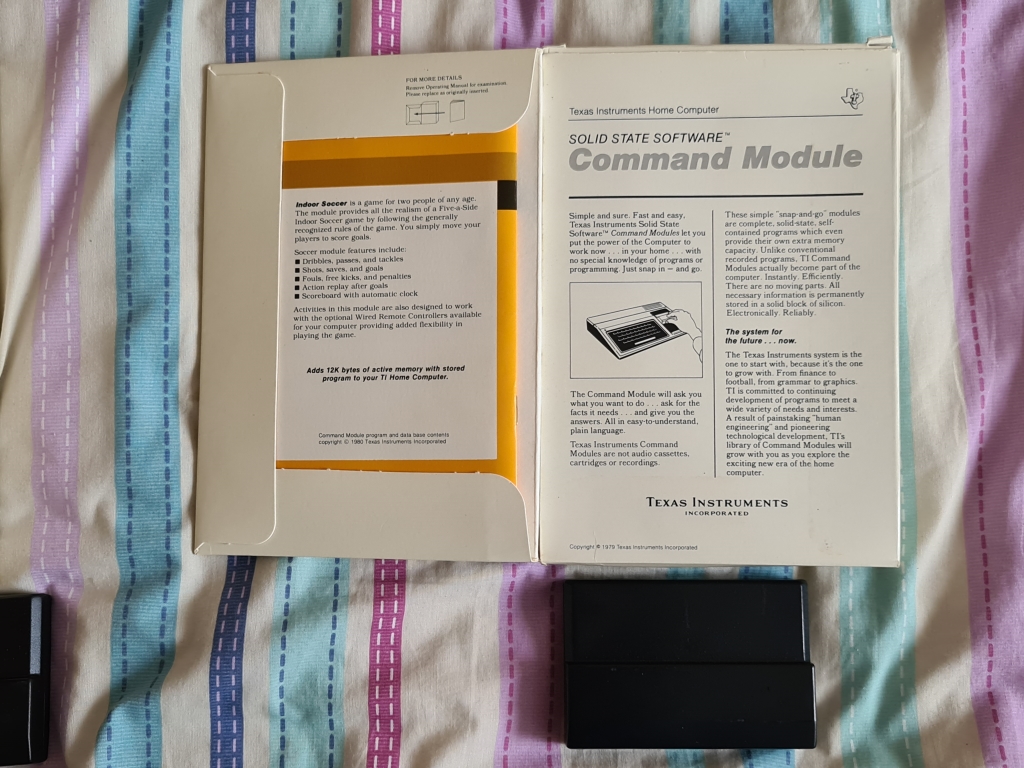 FOR MORE DETAILS
Remove Operating Manual for examination.
Please replace as originally inserted.
Indoor Soccer is a game for two people of any age.
The module provides all the realism of a Five-a-Side
Indoor Soccer game by following the generally
recognized rules of the game. You simply move your
players to score goals.
Soccer module features include:
■ Dribbles, passes, and tackles
■ Shots, saves, and goals
■ Fouls, free kicks, and penalties
■ Action replay after goals
■ Scoreboard with automatic clock
Activities in this module are also designed to work
with the optional Wired Remote Controllers available
for your computer providing added flexibility in
playing the game.
Adds 12K bytes of active memory with stored
program to your TI Home Computer.
Command Module program and data base contents
copyright © 1980 Texas Instruments Incorporated
Texas Instruments Home Computer
SOLID STATE SOFTWARE™
Command Module
Simple and sure. Fast and easy,
Texas Instruments Solid State
Software™ Command Modules let you
put the power of the Computer to
work now . . . in your home . . . with
no special knowledge of programs or
programming. Just snap in — and go.
The Command Module will ask you
what you want to do . . . ask for the
facts it needs . . . and give you the
answers. All in easy-to-understand,
plain language.
Texas Instruments Command
Modules are not audio cassettes,
cartridges or recordings.
These simple "snap-and-go" modules
are complete, solid-state, self-
contained programs which even
provide their own extra memory
capacity. Unlike conventional
recorded programs, TI Command
Modules actually become part of the
computer. Instantly. Efficiently.
There are no moving parts. All
necessary information is permanently
stored in a solid block of silicon.
Electronically. Reliably.
The system for
the future . . . now.
The Texas Instruments system is the
one to start with, because it's the one
to grow with. From finance to
football, from grammar to graphics.
TI is committed to continuing
development of programs to meet a
wide variety of needs and interests.
A result of painstaking "human
engineering" and pioneering
technological development, TI's
library of Command Modules will
grow with you as you explore the
exciting new era of the home
computer.
TEXAS INSTRUMENTS
INCORPORATED
Copyright © 1979 Texas Instruments Incorporated